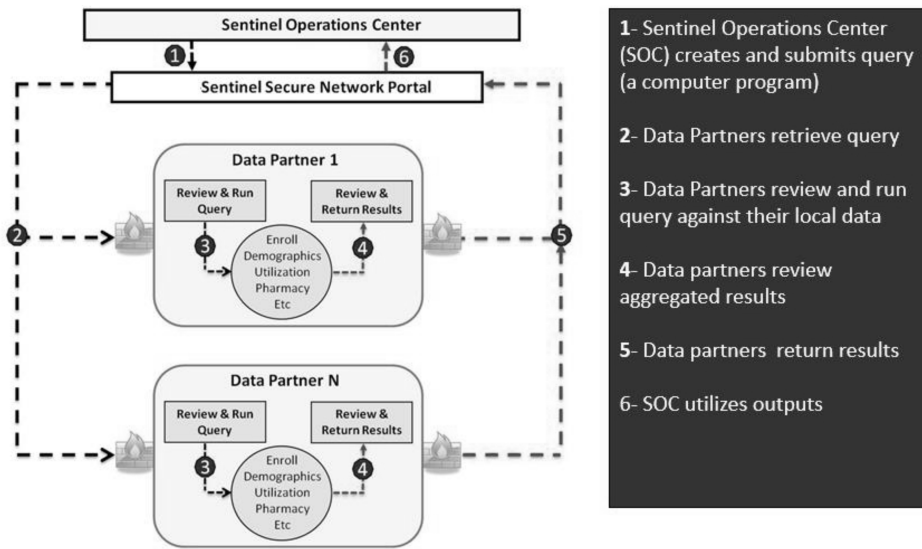 Sentinel Operations Center
1
6
Sentinel Secure Network Portal
Data Partner 1
Review & Run
Query
Review &
Return Results
3
4
Enroll
Demographics
Utilization
Pharmacy
Etc
2
5
Data Partner N
Review & Run
Query
Review &
Return Results
3
4
Enroll
Demographics
Utilization
Pharmacy
Etc
1- Sentinel Operations Center
(SOC) creates and submits query
(a computer program)
2- Data Partners retrieve query
3- Data Partners review and run
query against their local data
4- Data partners review
aggregated results
5- Data partners return results
6- SOC utilizes outputs